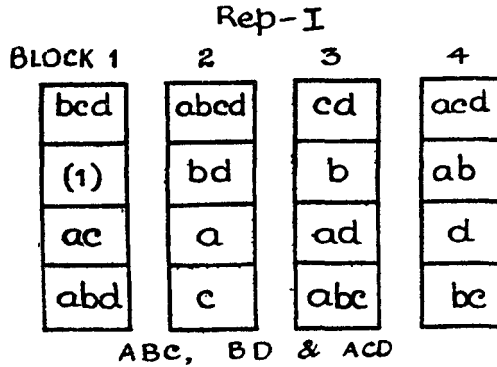 Rep-I
BLOCK 1 2 3 4
bcd abcd cd acd
(1) bd b ab
ac a ad d
abd c abc bc
ABC, BD & ACD